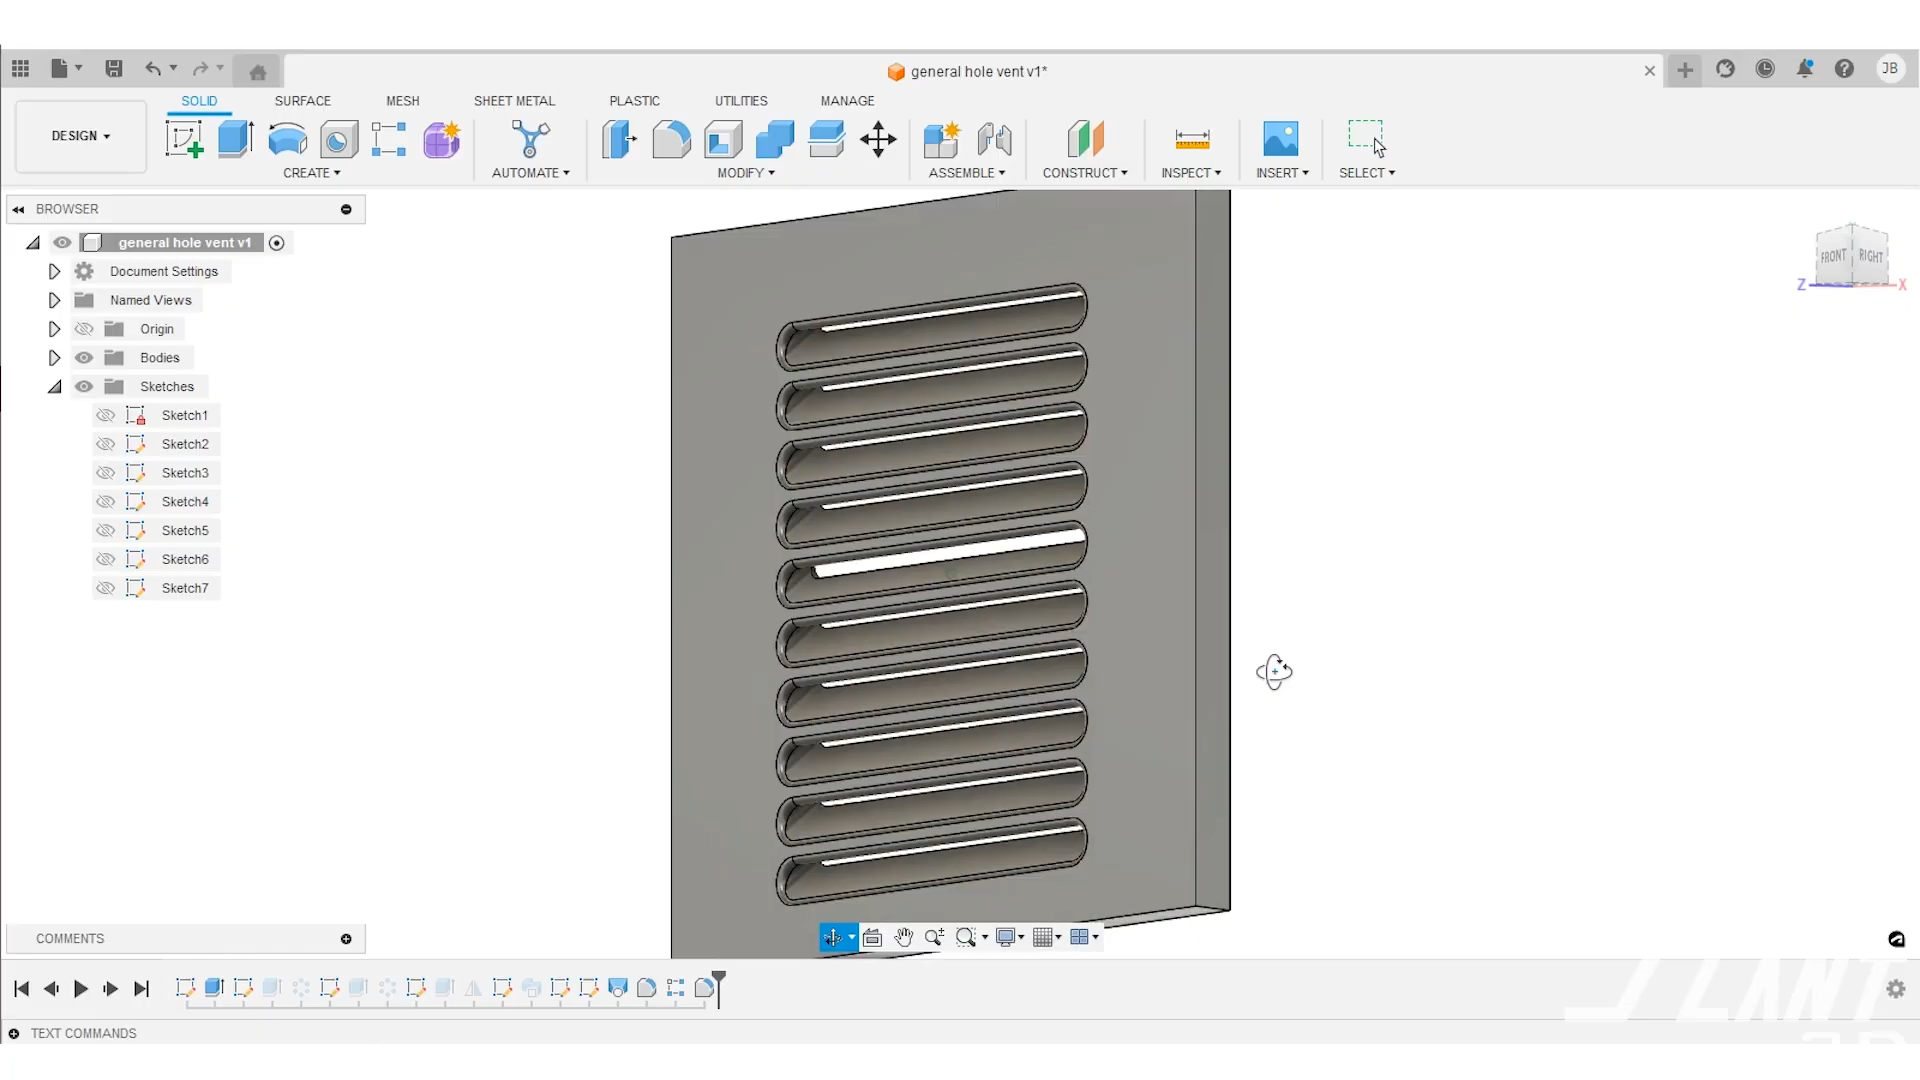 general hole vent v1*
JB
DESIGN
SOLID
SURFACE
MESH
SHEET METAL
PLASTIC
UTILITIES
MANAGE
CREATE
AUTOMATE
MODIFY
ASSEMBLE
CONSTRUCT
INSPECT
INSERT
SELECT
BROWSER
general hole vent v1
Document Settings
Named Views
Origin
Bodies
Sketches
Sketch1
Sketch2
Sketch3
Sketch4
Sketch5
Sketch6
Sketch7
FRONT
RIGHT
Z
X
COMMENTS
TEXT COMMANDS